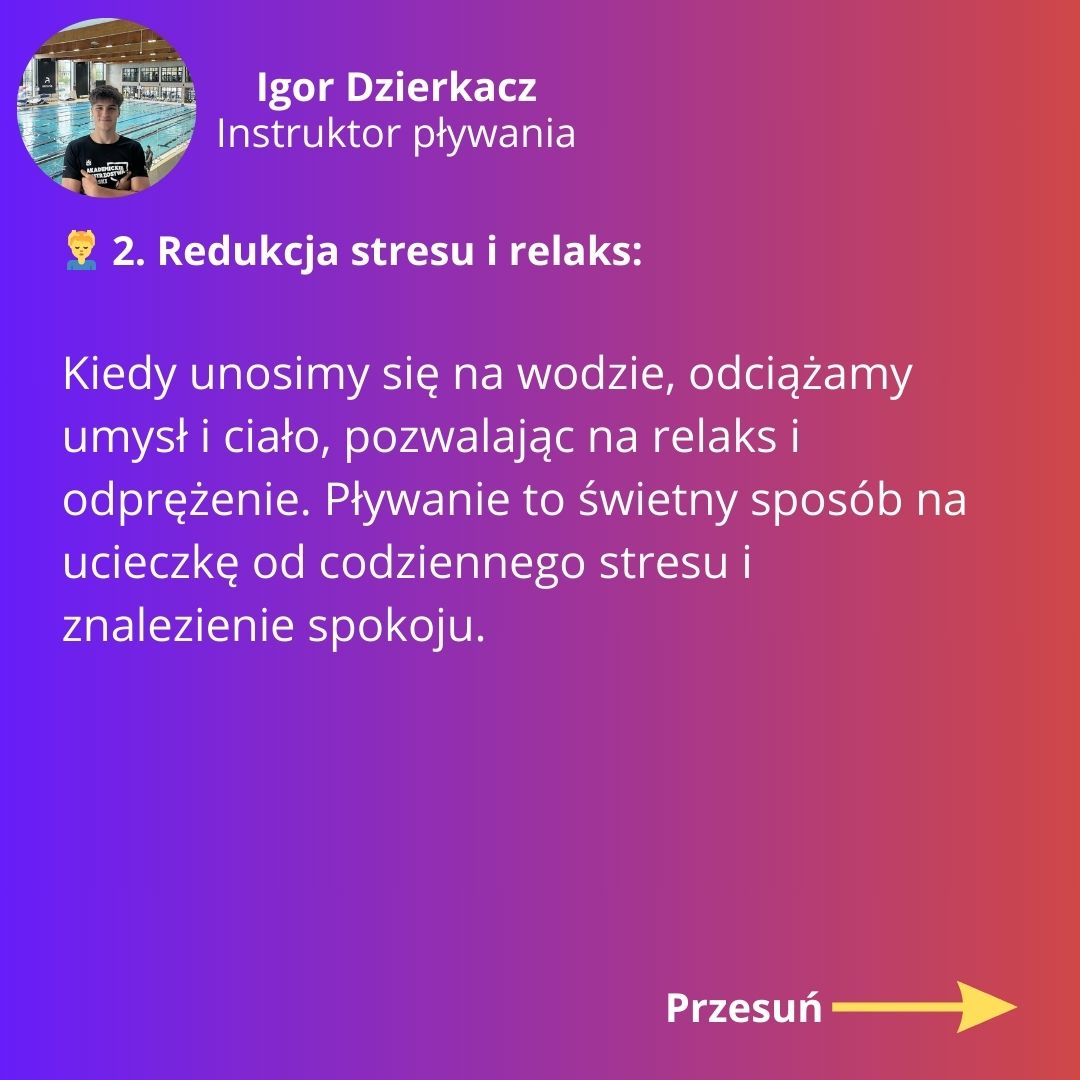 Igor Dzierkacz
Instruktor pływania
AKADEMICKIE
2. Redukcja stresu i relaks:
Kiedy unosimy się na wodzie, odciążamy
umysł i ciało, pozwalając na relaks i
odprężenie. Pływanie to świetny sposób na
ucieczkę od codziennego stresu i
znalezienie spokoju.
Przesuń